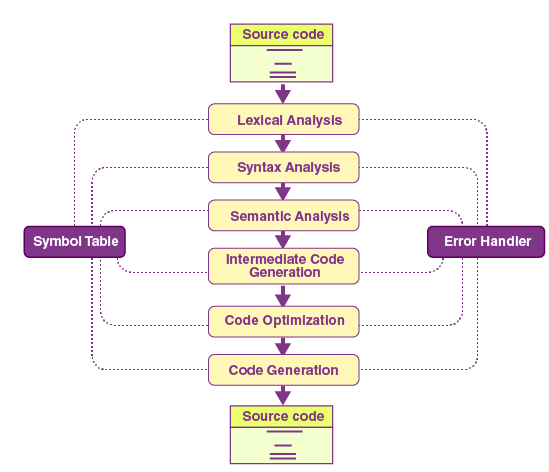 Source code
Lexical Analysis
Syntax Analysis
Semantic Analysis
Symbol Table
Error Handler
Intermediate Code
Generation
Code Optimization
Code Generation
Source code